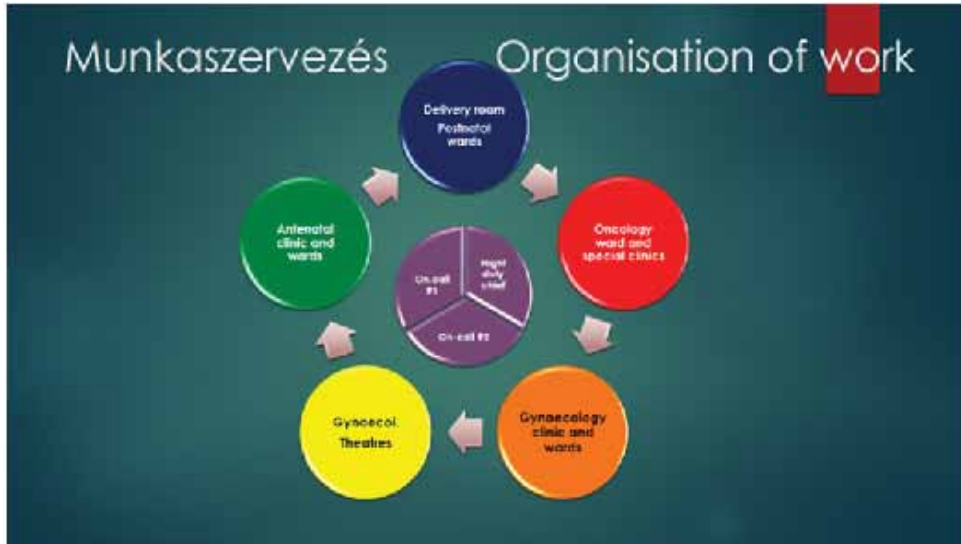 Munkaszervezés
Organisation of work
Delivery room
Postnatal
wards
Oncology
ward and
special clinics
Gynaecology
clinic and
wards
Gynaecol.
Theatres
Antenatal
clinic and
wards
On-call
#1
Night
duty
chief
On-call #2